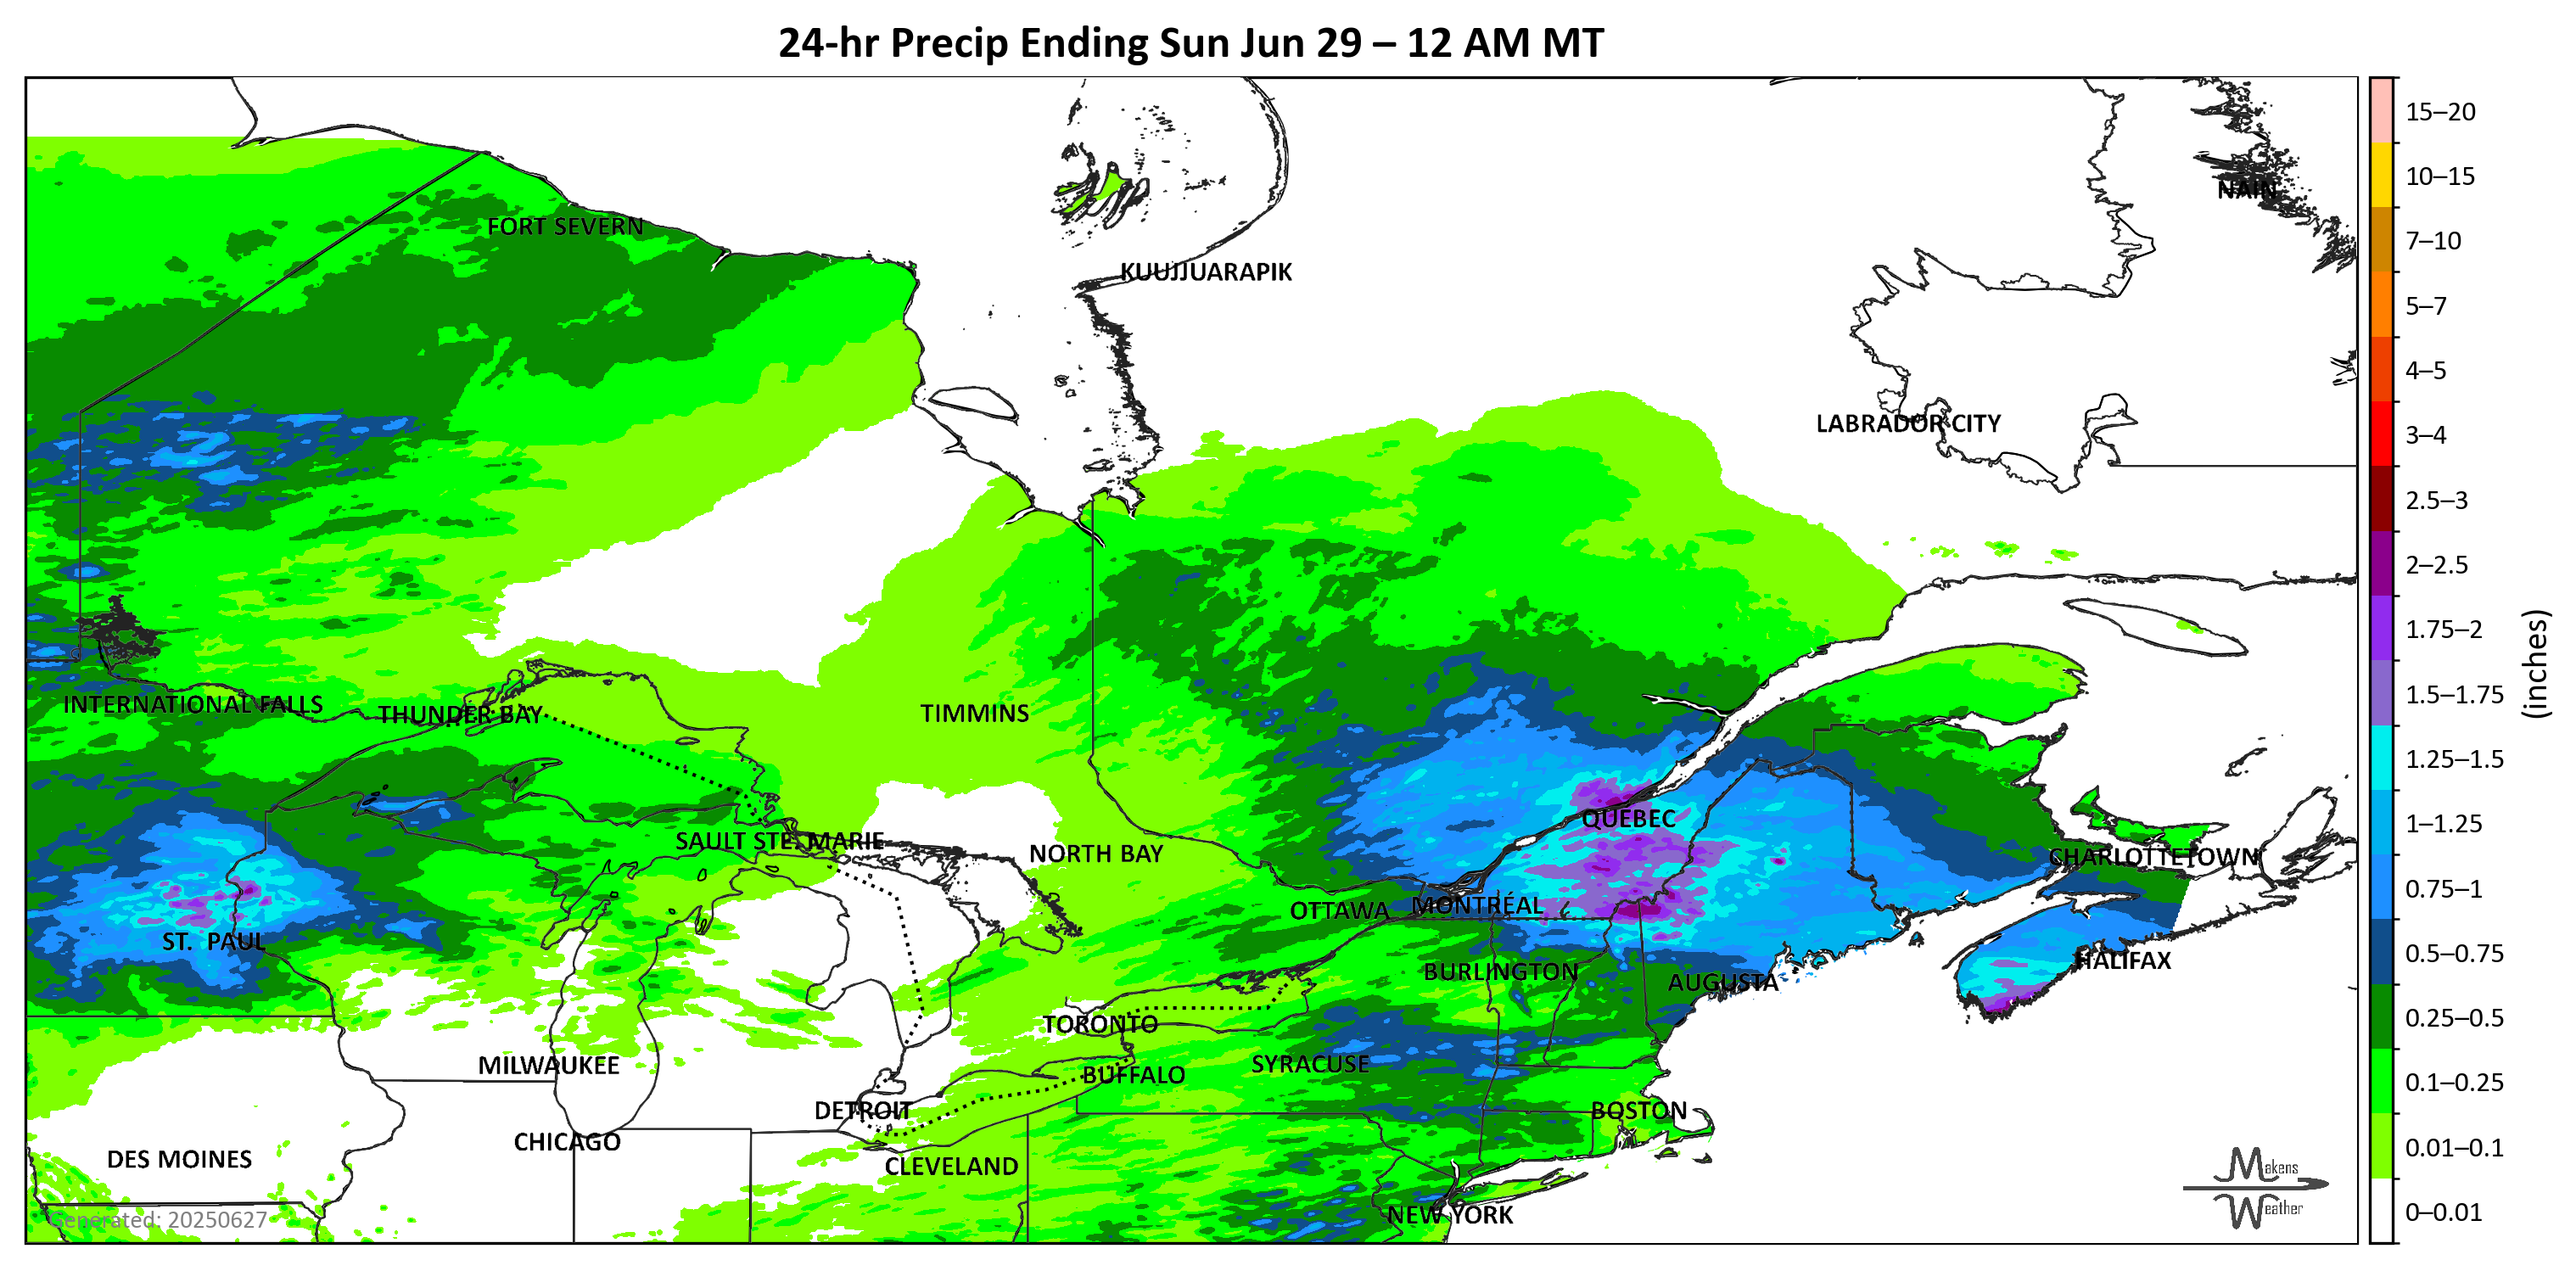 24-hr Precip Ending Sun Jun 29 – 12 AM MT
15–20
10–15
NAIN
FORT SEVERN
7–10
KUUJJUARAPIK
5–7
4–5
LABRADOR CITY
3–4
2.5–3
2–2.5
1.75–2
(inches)
1.5–1.75
INTERNATIONAL FALLS
THUNDER BAY
TIMMINS
1.25–1.5
QUEBEC
1–1.25
SAULT STE. MARIE
NORTH BAY
CHARLOTTETOWN
0.75–1
OTTAWA
MONTRÉAL
ST. PAUL
0.5–0.75
HALIFAX
BURLINGTON
AUGUSTA
0.25–0.5
TORONTO
MILWAUKEE
SYRACUSE
BUFFALO
0.1–0.25
DETROIT
BOSTON
CHICAGO
0.01–0.1
DES MOINES
CLEVELAND
Makens
Weather
NEW YORK
0–0.01
Generated: 20250627